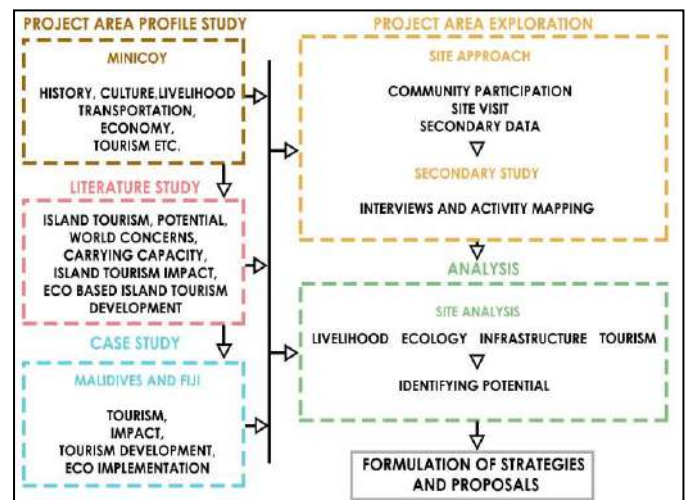 PROJECT AREA PROFILE STUDY
MINICOY
HISTORY, CULTURE,LIVELIHOOD
TRANSPORTATION,
ECONOMY,
TOURISM ETC.
LITERATURE STUDY
ISLAND TOURISM, POTENTIAL,
WORLD CONCERNS,
CARRYING CAPACITY,
ISLAND TOURISM IMPACT,
ECO BASED ISLAND TOURISM
DEVELOPMENT
CASE STUDY
MALIDIVES AND FIJI
TOURISM,
IMPACT,
TOURISM DEVELOPMENT,
ECO IMPLEMENTATION
PROJECT AREA EXPLORATION
SITE APPROACH
COMMUNITY PARTICIPATION
SITE VISIT
SECONDARY DATA
SECONDARY STUDY
INTERVIEWS AND ACTIVITY MAPPING
ANALYSIS
SITE ANALYSIS
LIVELIHOOD ECOLOGY INFRASTRUCTURE TOURISM
IDENTIFYING POTENTIAL
FORMULATION OF STRATEGIES
AND PROPOSALS